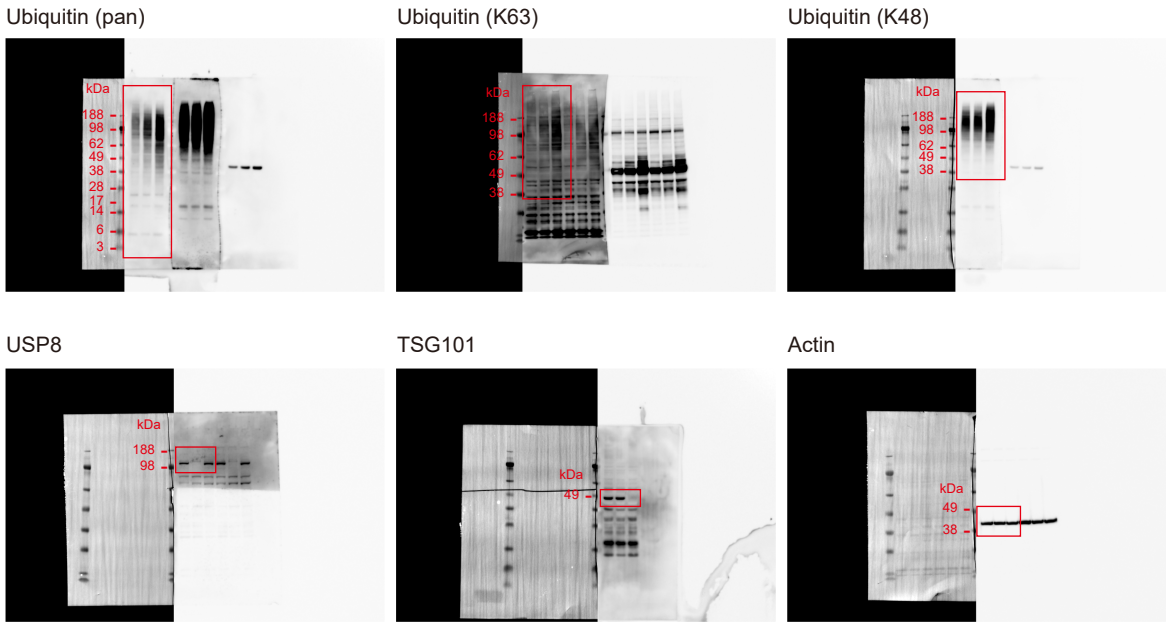 Ubiquitin (pan)
Ubiquitin (K63)
Ubiquitin (K48)
kDa
188
98
62
49
38
28
17
14
6
3
kDa
188
98
62
49
38
kDa
188
98
62
49
38
USP8
TSG101
Actin
kDa
188
98
kDa
49
kDa
49
38